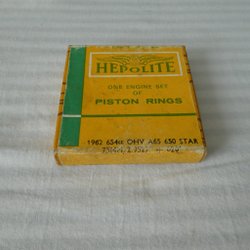 HEPOLITE
ONE ENGINE SET
OF
PISTON RINGS
1962 654cc OHV A65 650 STAR